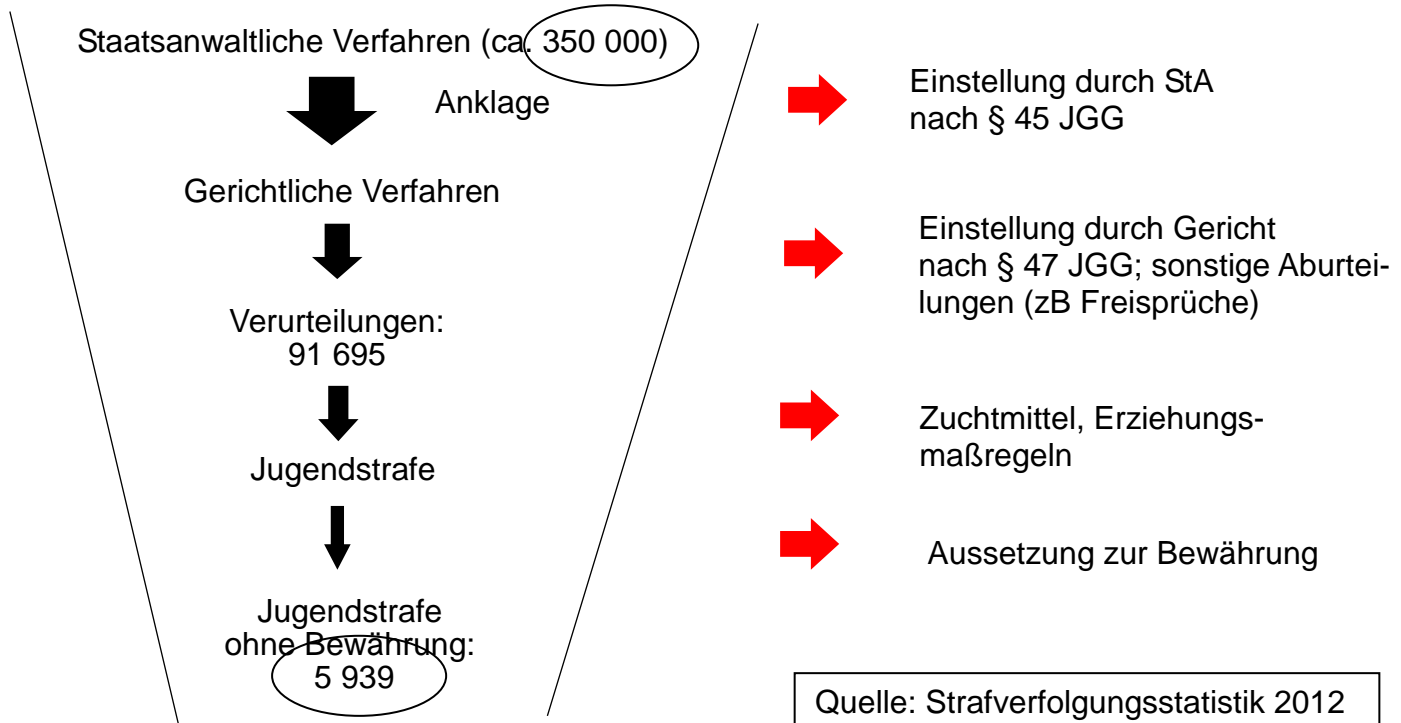 Staatsanwaltliche Verfahren (ca. 350 000)
Anklage
Einstellung durch StA
nach § 45 JGG
Gerichtliche Verfahren
Einstellung durch Gericht
nach § 47 JGG; sonstige Aburtei-
lungen (zB Freisprüche)
Verurteilungen:
91 695
Zuchtmittel, Erziehungs-
maßregeln
Jugendstrafe
Aussetzung zur Bewährung
Jugendstrafe
ohne Bewährung:
5 939
Quelle: Strafverfolgungsstatistik 2012